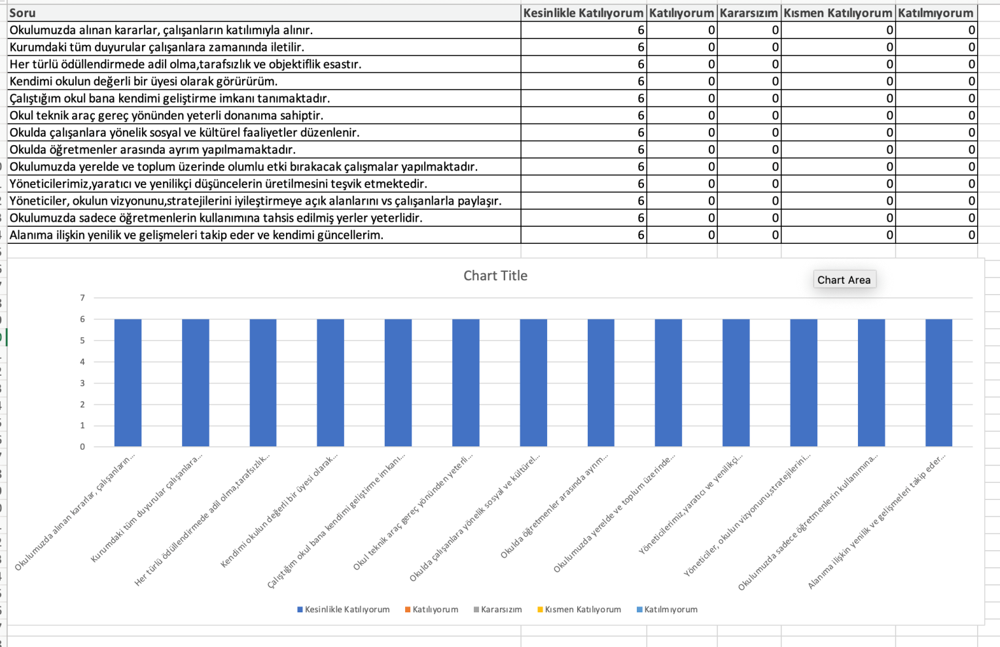 Soru Kesinlikle Katılıyorum Katılıyorum Kararsızım Kısmen Katılıyorum Katılmıyorum
Okulumuzda alınan kararlar, çalışanların katılımıyla alınır. 6 0 0 0 0
Kurumdaki tüm duyurular çalışanlara zamanında iletilir. 6 0 0 0 0
Her türlü ödüllendirmede adil olma,tarafsızlık ve objektiflik esastır. 6 0 0 0 0
Kendimi okulun değerli bir üyesi olarak görürürüm. 6 0 0 0 0
Çalıştığım okul bana kendimi geliştirme imkanı tanımaktadır. 6 0 0 0 0
Okul teknik araç gereç yönünden yeterli donanıma sahiptir. 6 0 0 0 0
Okulda çalışanlara yönelik sosyal ve kültürel faaliyetler düzenlenir. 6 0 0 0 0
Okulda öğretmenler arasında ayrım yapılmamaktadır. 6 0 0 0 0
Okulumuzda yerelde ve toplum üzerinde olumlu etki bırakacak çalışmalar yapılmaktadır. 6 0 0 0 0
Yöneticilerimiz,yaratıcı ve yenilikçi düşüncelerin üretilmesini teşvik etmektedir. 6 0 0 0 0
Yöneticiler, okulun vizyonunu,stratejilerini iyileştirmeye açık alanlarını vs çalışanlarla paylaşır. 6 0 0 0 0
Okulumuzda sadece öğretmenlerin kullanımına tahsis edilmiş yerler yeterlidir. 6 0 0 0 0
Alanıma ilişkin yenilik ve gelişmeleri takip eder ve kendimi güncellerim. 6 0 0 0 0
Chart Title
Chart Area
7
6
5
4
3
2
1
0
Okulumuzda alınan kararlar, çalışanların...
Kurumdaki tüm duyurular çalışanlara...
Her türlü ödüllendirmede adil olma,tarafsızlık...
Kendimi okulun değerli bir üyesi olarak...
Çalıştığım okul bana kendimi geliştirme imkanı...
Okul teknik araç gereç yönünden yeterli...
Okulda çalışanlara yönelik sosyal ve kültürel...
Okulda öğretmenler arasında ayrım...
Okulumuzda yerelde ve toplum üzerinde...
Yöneticilerimiz,yaratıcı ve yenilikçi...
Yöneticiler, okulun vizyonunu,stratejilerini...
Okulumuzda sadece öğretmenlerin kullanımına...
Alanıma ilişkin yenilik ve gelişmeleri takip eder...
Kesinlikle Katılıyorum Katılıyorum Kararsızım Kısmen Katılıyorum Katılmıyorum